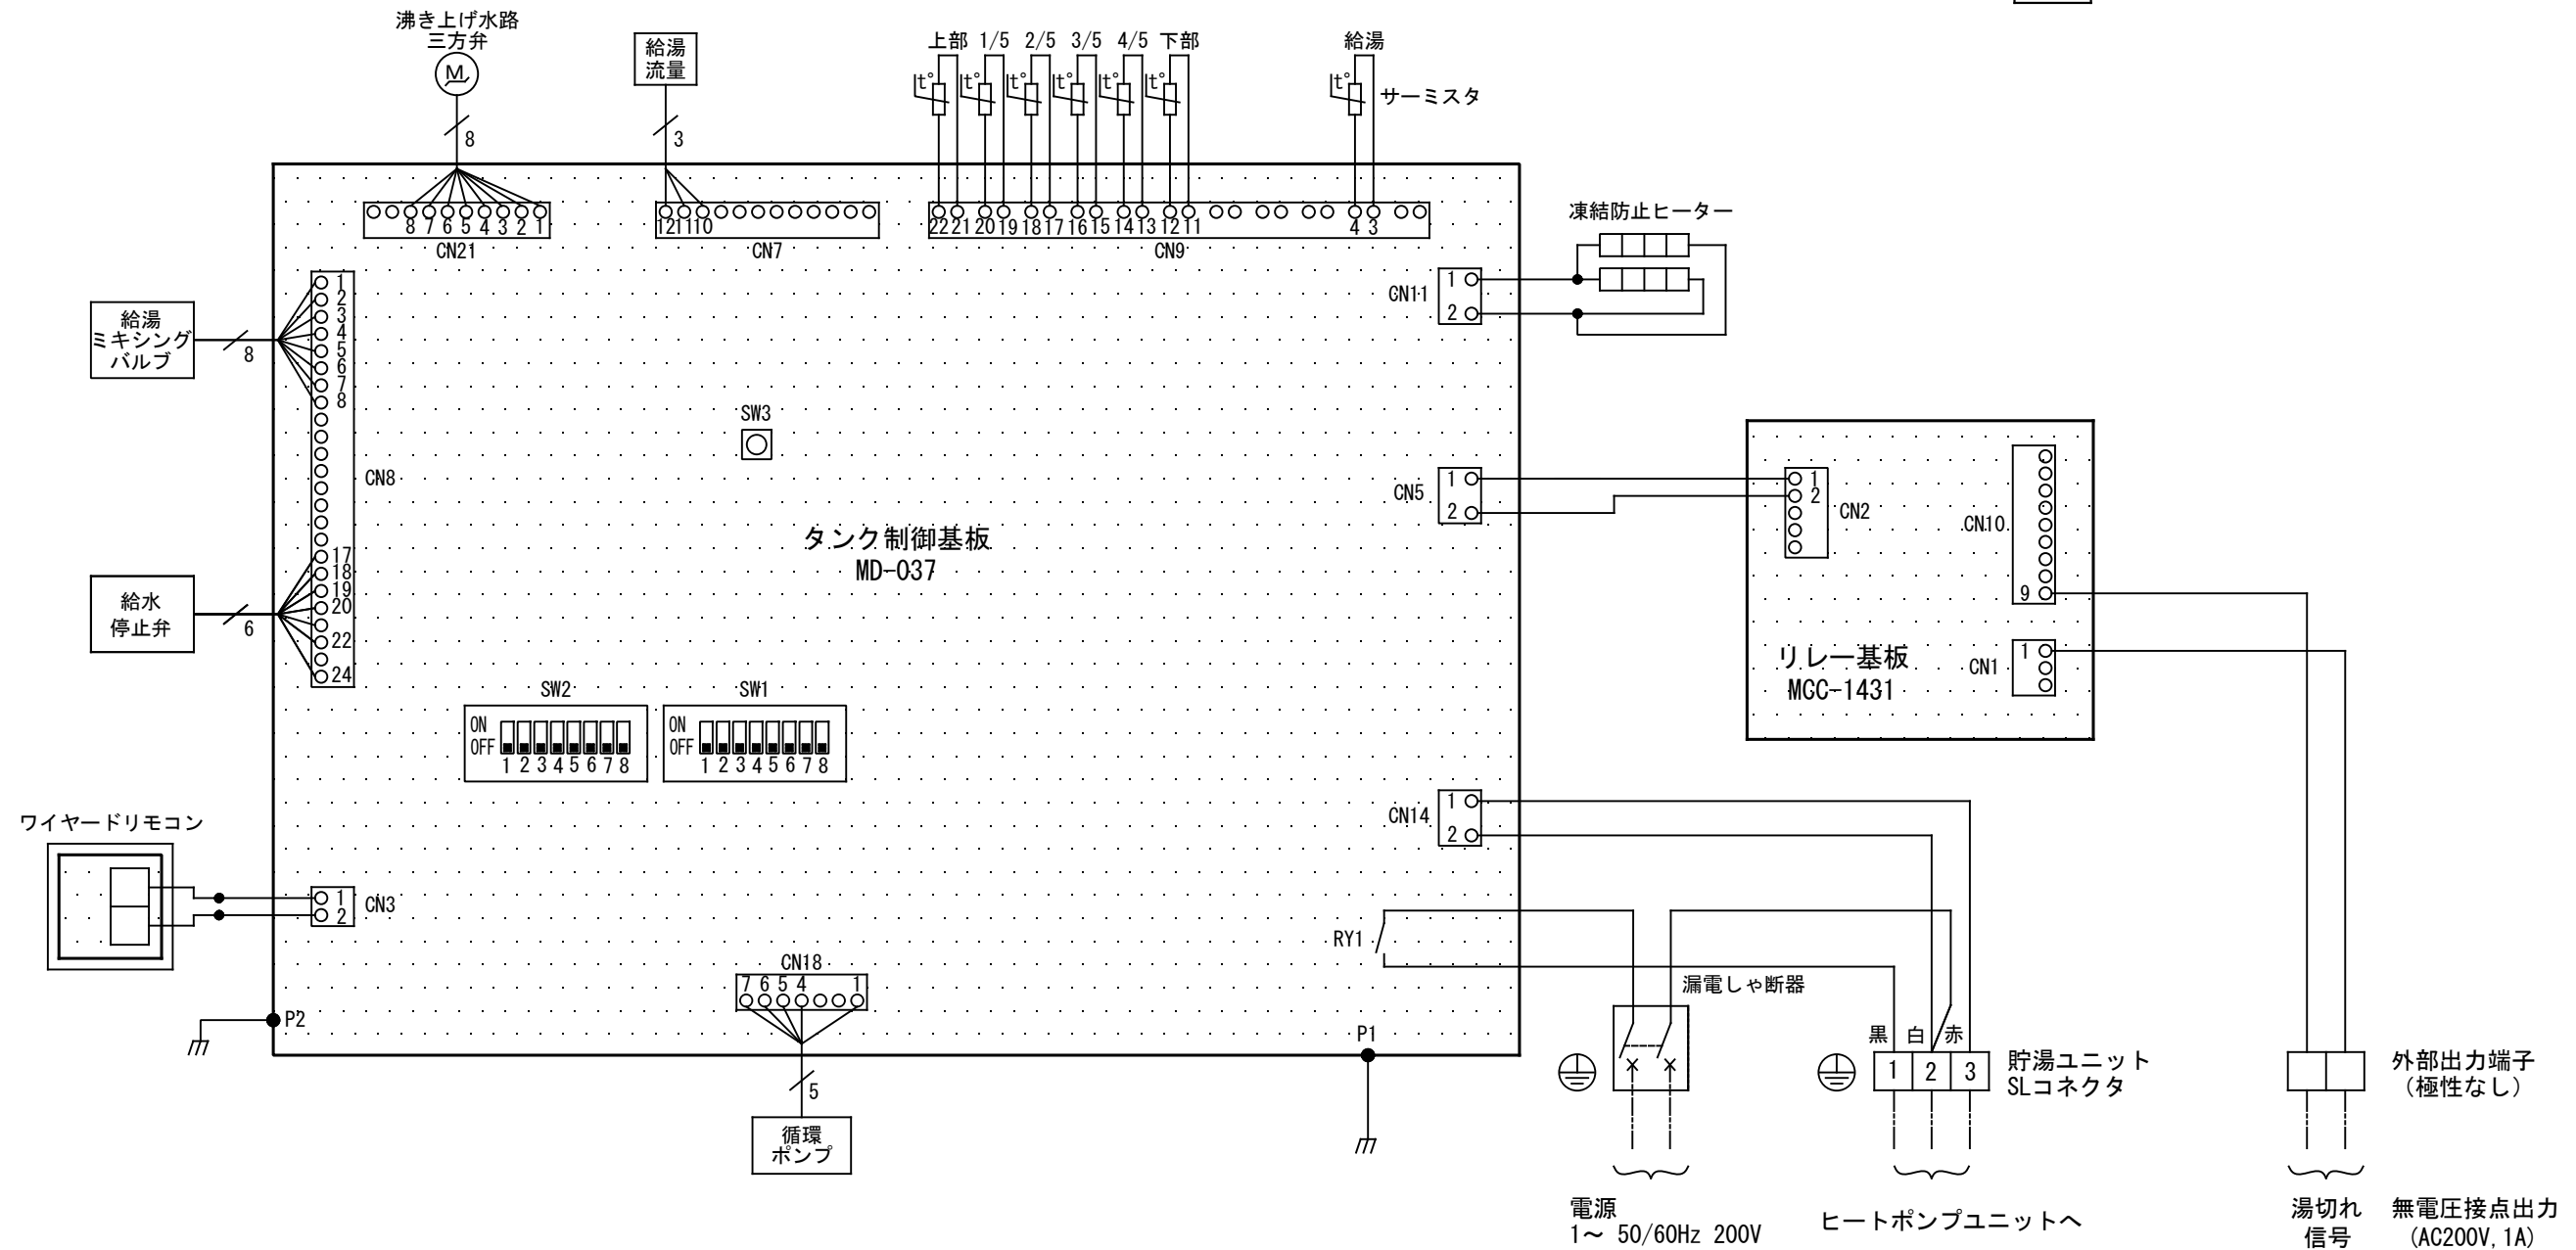 沸き上げ水路
三方弁
M
8
給湯
流量
3
上部 1/5 2/5 3/5 4/5 下部
t° t° t° t° t° t°
給湯
t°
サーミスタ
8 7 6 5 4 3 2 1
CN21
12 11 10
CN7
22 21 20 19 18 17 16 15 14 13 12 11 4 3
CN9
凍結防止ヒーター
CN11
1
2
給湯
ミキシング
バルブ
8
1
2
3
4
5
6
7
8
CN8
17
18
19
20
22
24
給水
停止弁
6
SW3
タンク制御基板
MD-037
CN5
1
2
1
2
CN2
CN10
9
リレー基板
MCC-1431
CN1
1
SW2
ON
OFF
1 2 3 4 5 6 7 8
SW1
ON
OFF
1 2 3 4 5 6 7 8
CN14
1
2
ワイヤードリモコン
1
2
CN3
RY1
CN18
7 6 5 4 1
5
循環
ポンプ
P2
P1
漏電しゃ断器
電源
1～ 50/60Hz 200V
黒 白 赤
1 2 3
貯湯ユニット
SLコネクタ
ヒートポンプユニットへ
外部出力端子
(極性なし)
湯切れ
信号
無電圧接点出力
(AC200V, 1A)